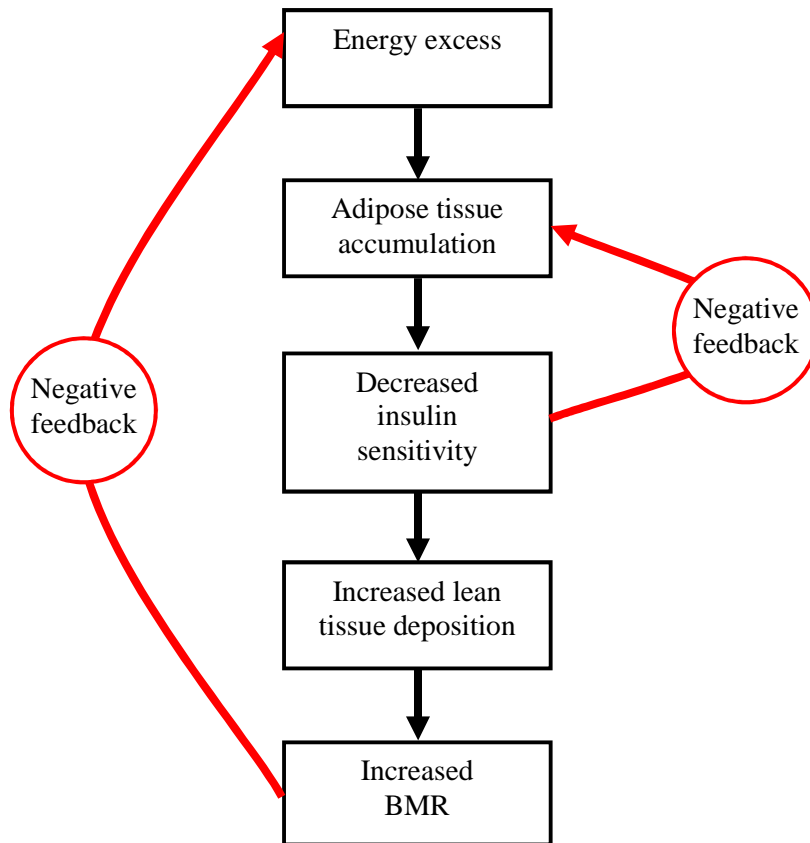 Energy excess
Adipose tissue
accumulation
Negative
feedback
Decreased
insulin
sensitivity
Negative
feedback
Increased lean
tissue deposition
Increased
BMR